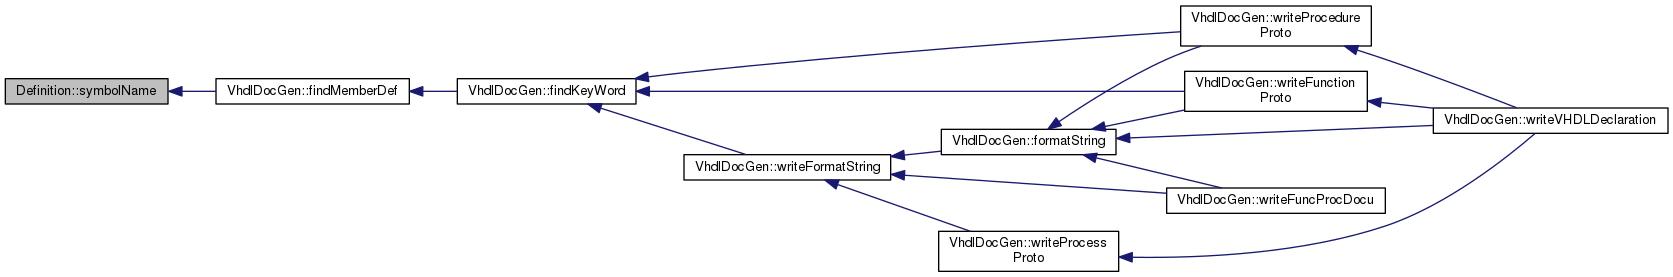 Definition::symbolName
VhdlDocGen::findMemberDef
VhdlDocGen::findKeyWord
VhdlDocGen::writeProcedure
Proto
VhdlDocGen::writeFunction
Proto
VhdlDocGen::writeVHDLDeclaration
VhdlDocGen::formatString
VhdlDocGen::writeFormatString
VhdlDocGen::writeFuncProcDocu
VhdlDocGen::writeProcess
Proto